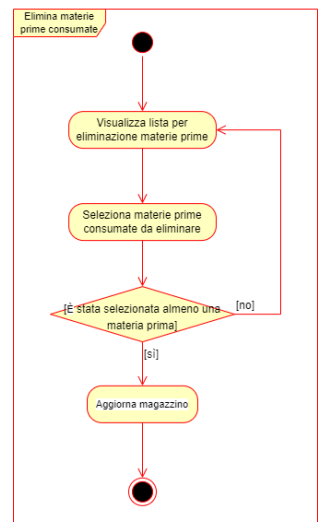 Elimina materie
prime consumate
Visualizza lista per
eliminazione materie prime
Seleziona materie prime
consumate da eliminare
[È stata selezionata almeno una
materia prima]
[no]
[sì]
Aggiorna magazzino